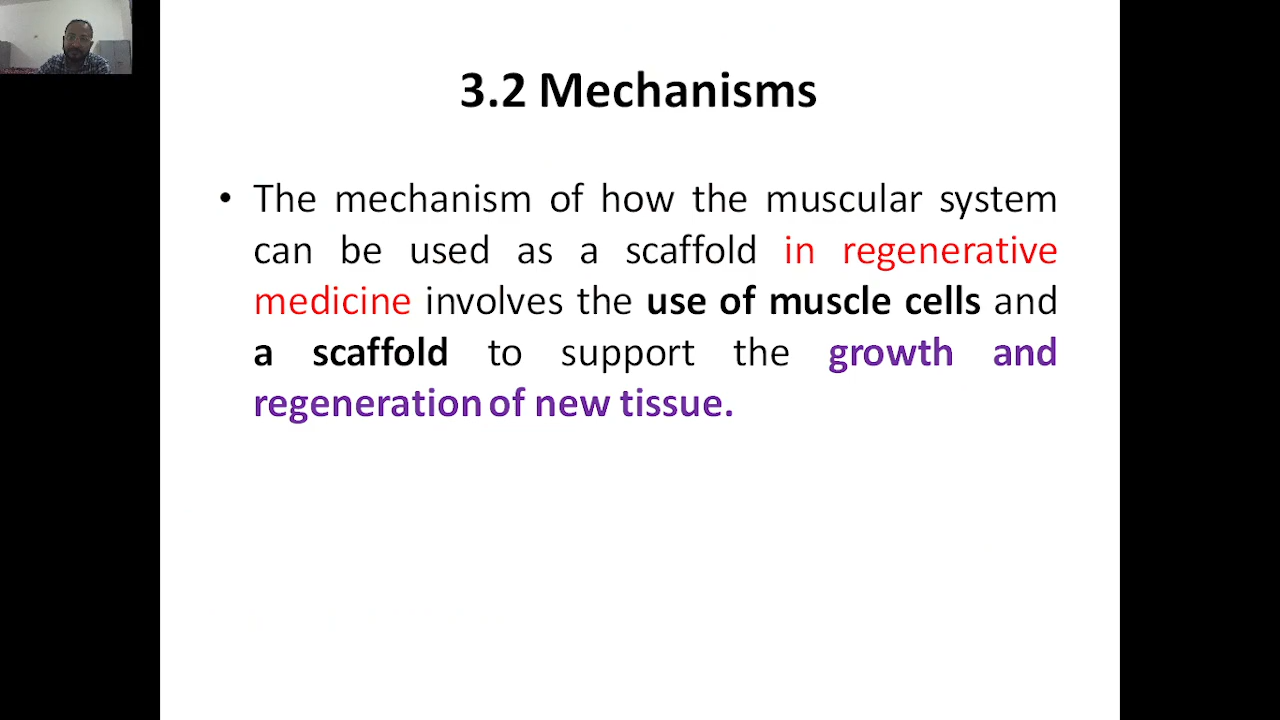 3.2 Mechanisms
• The mechanism of how the muscular system
can be used as a scaffold in regenerative
medicine involves the use of muscle cells and
a scaffold to support the growth and
regeneration of new tissue.